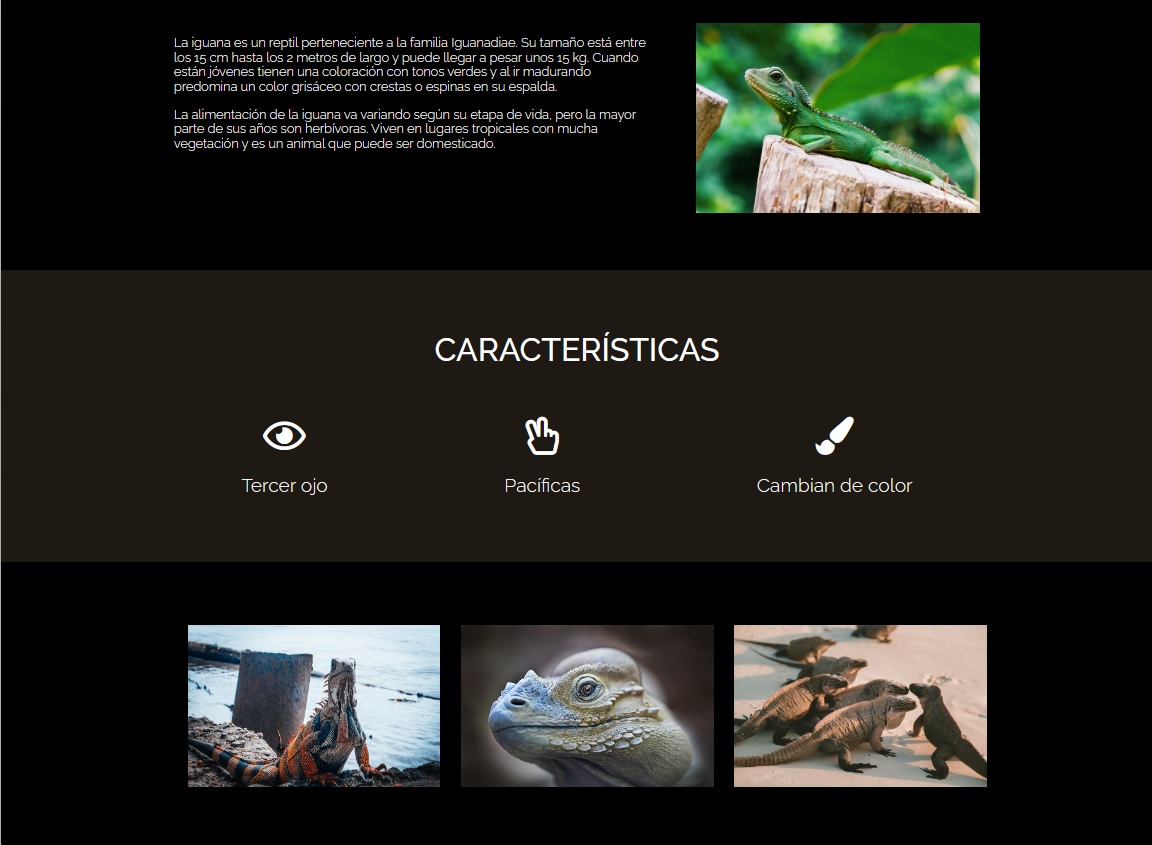 La iguana es un reptil perteneciente a la familia Iguanadiae. Su tamaño está entre
los 15 cm hasta los 2 metros de largo y puede llegar a pesar unos 15 kg. Cuando
están jóvenes tienen una coloración con tonos verdes y al ir madurando
predomina un color grisáceo con crestas o espinas en su espalda.
La alimentación de la iguana va variando según su etapa de vida, pero la mayor
parte de sus años son herbívoras. Viven en lugares tropicales con mucha
vegetación y es un animal que puede ser domesticado.
CARACTERÍSTICAS
Tercer ojo
Pacíficas
Cambian de color